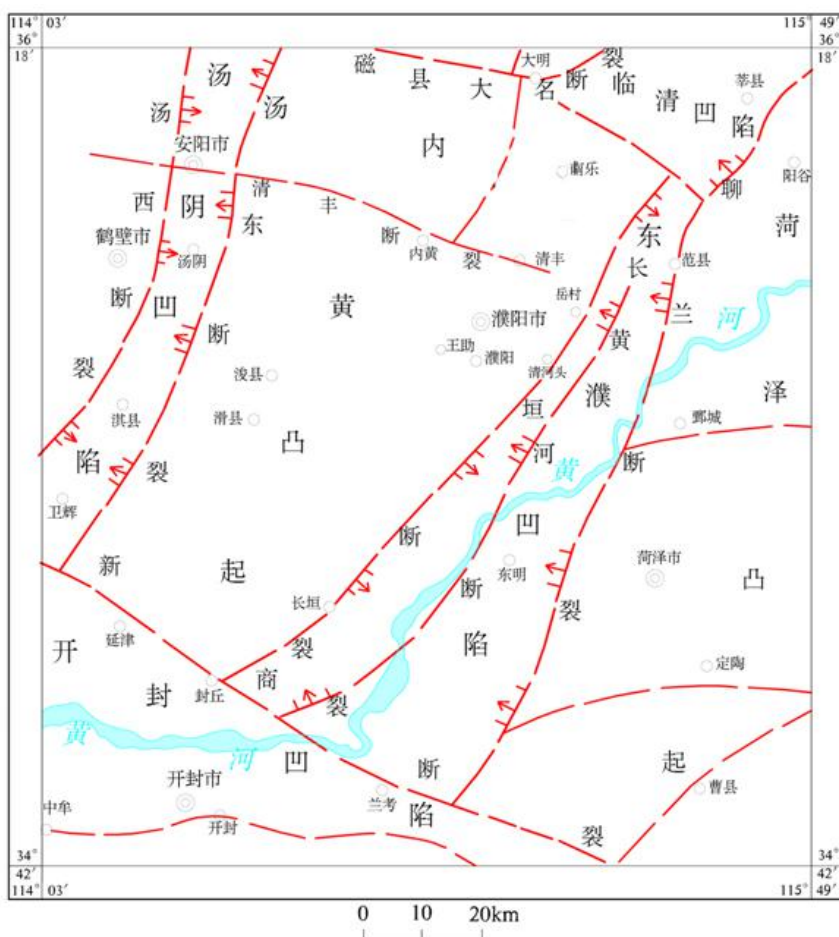 114° 03′
36°
18′
115° 49′
36°
18′
磁县大名断裂
大明
临清凹陷
莘县
汤西断裂
汤阴凹陷
汤东断裂
安阳市
内黄凸起
阳谷
聊兰断裂
清丰断裂
菏泽凸起
鹤壁市
汤阴
内黄
清丰
东濮凹陷
长垣断裂
范县
岳村
黄河断裂
濮阳市
王助
濮阳
清河头
黄河
浚县
淇县
滑县
鄄城
卫辉
新商断裂
东明
菏泽市
长垣
延津
开封凹陷
封丘
定陶
黄河
开封市
兰考
曹县
中牟
开封
34°
42′
114° 03′
34°
42′
115° 49′
0 10 20km